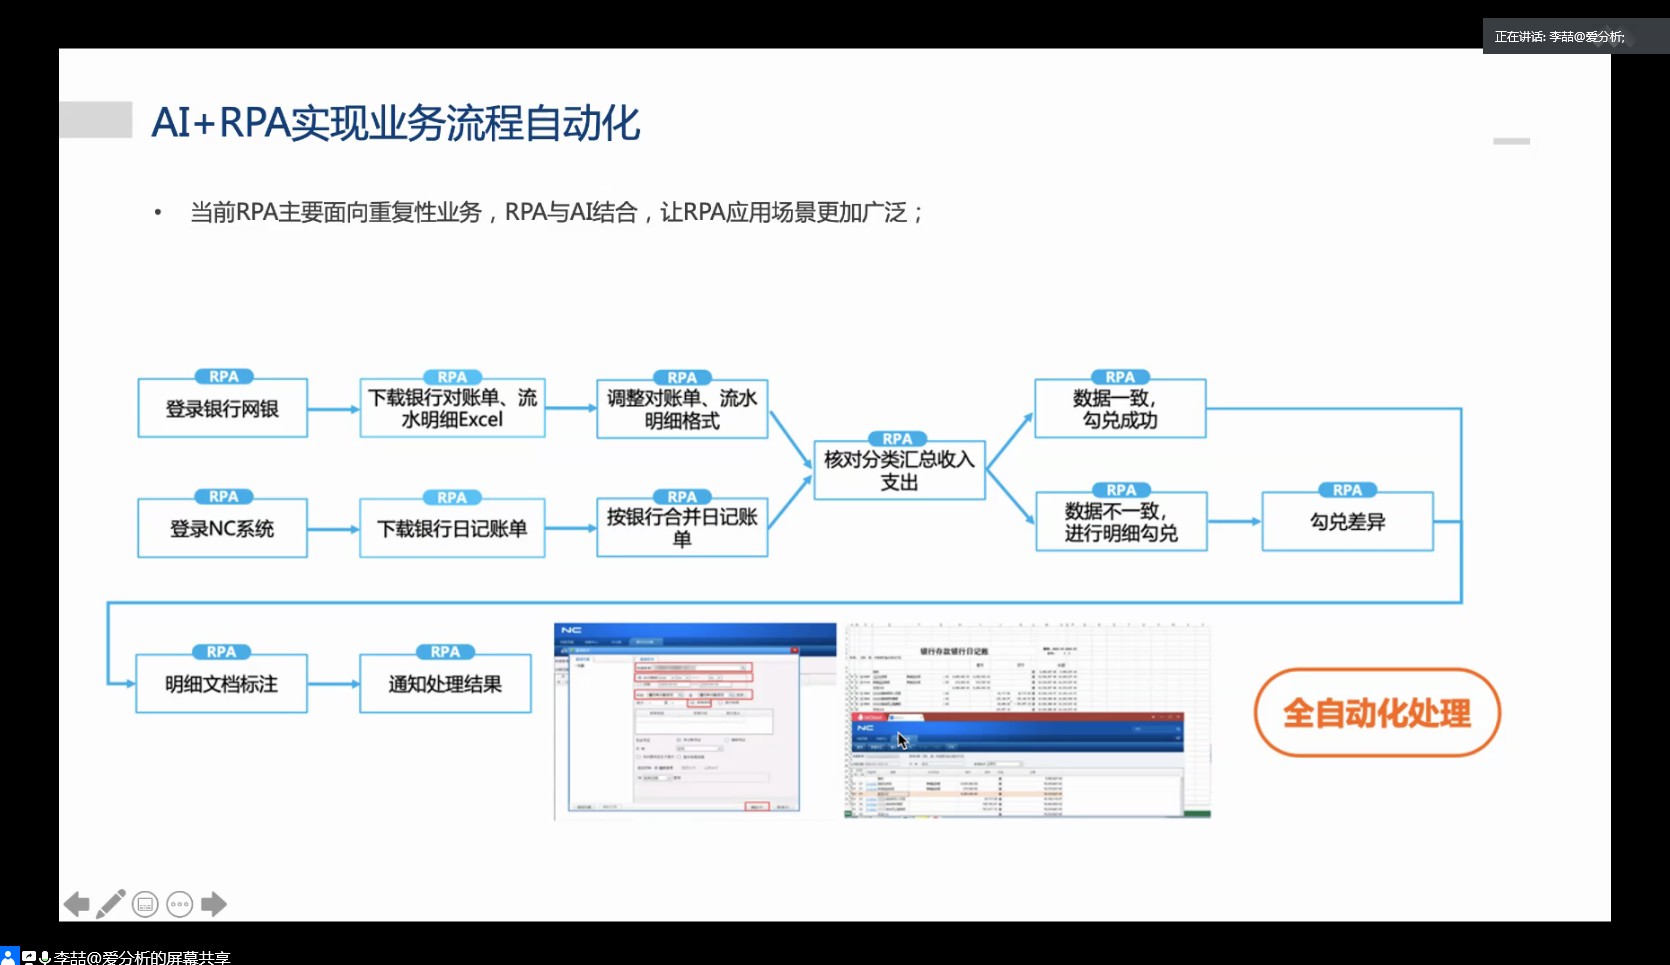 正在讲话: 李喆@爱分析;
AI+RPA实现业务流程自动化
• 当前RPA主要面向重复性业务，RPA与AI结合，让RPA应用场景更加广泛；
RPA
登录银行网银
RPA
下载银行对账单、流
水明细Excel
RPA
调整对账单、流水
明细格式
RPA
登录NC系统
RPA
下载银行日记账单
RPA
按银行合并日记账
单
RPA
核对分类汇总收入
支出
RPA
数据一致，
勾兑成功
RPA
数据不一致，
进行明细勾兑
RPA
勾兑差异
RPA
明细文档标注
RPA
通知处理结果
NC
银行存款银行日记账
NC
全自动化处理
李喆@爱分析的屏幕共享